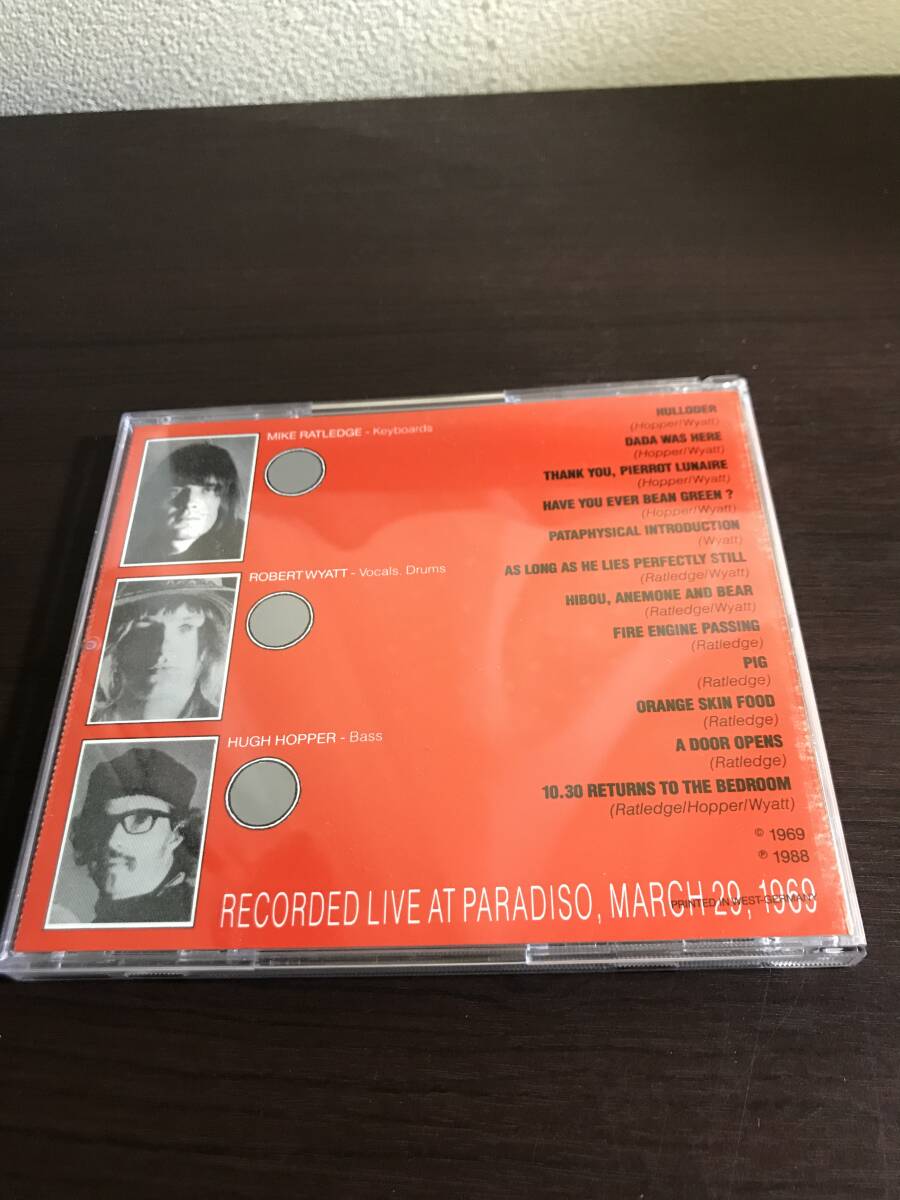 MIKE RATLEDGE - Keyboards
ROBERT WYATT - Vocals. Drums
HUGH HOPPER - Bass
HULLODER
(Hopper/Wyatt)
DADA WAS HERE
(Hopper/Wyatt)
THANK YOU, PIERROT LUNAIRE
(Hopper/Wyatt)
HAVE YOU EVER BEAN GREEN ?
(Hopper/Wyatt)
PATAPHYSICAL INTRODUCTION
(Wyatt)
AS LONG AS HE LIES PERFECTLY STILL
(Ratledge/Wyatt)
HIBOU, ANEMONE AND BEAR
(Ratledge/Wyatt)
FIRE ENGINE PASSING
(Ratledge)
PIG
(Ratledge)
ORANGE SKIN FOOD
(Ratledge)
A DOOR OPENS
(Ratledge)
10.30 RETURNS TO THE BEDROOM
(Ratledge/Hopper/Wyatt)
© 1969
℗ 1988
RECORDED LIVE AT PARADISO, MARCH 29, 1969
PRINTED IN WEST-GERMANY